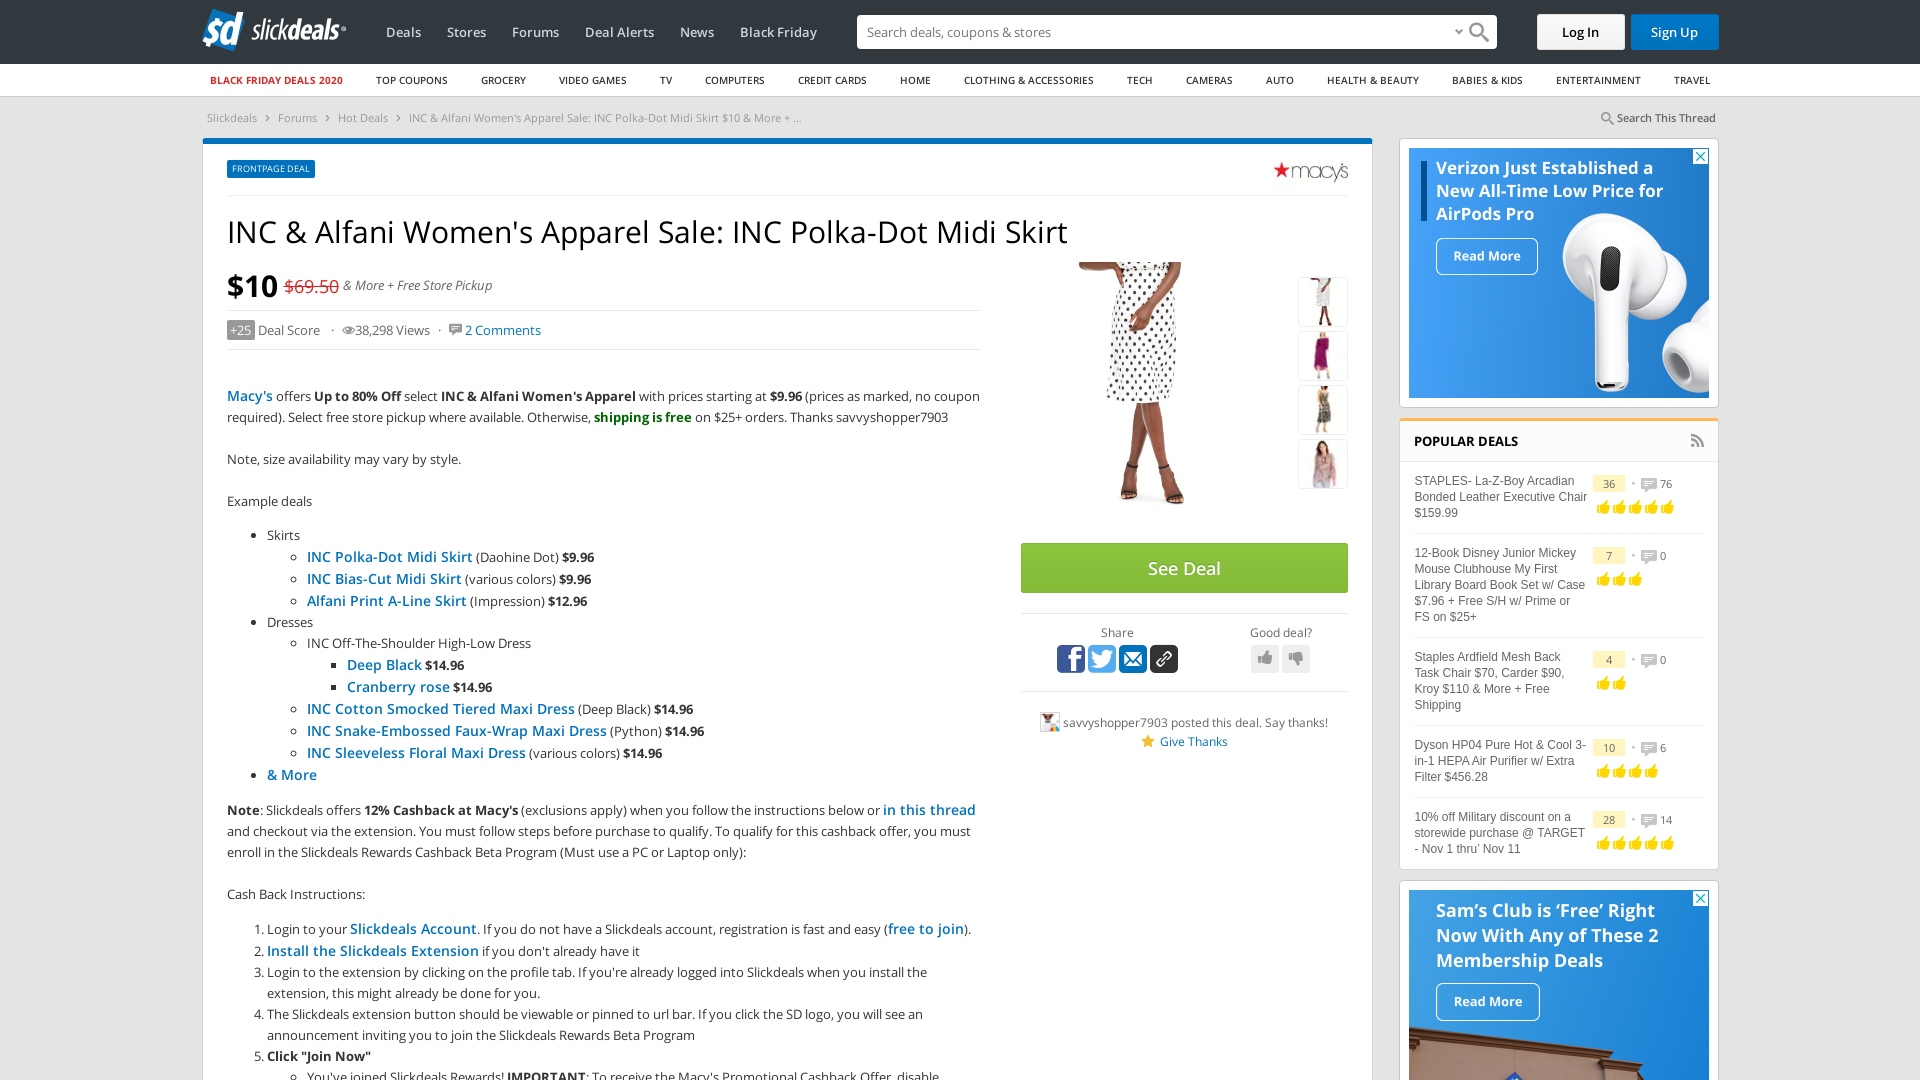 slickdeals
Deals
Stores
Forums
Deal Alerts
News
Black Friday
Search deals, coupons & stores
Log In
Sign Up
BLACK FRIDAY DEALS 2020
TOP COUPONS
GROCERY
VIDEO GAMES
TV
COMPUTERS
CREDIT CARDS
HOME
CLOTHING & ACCESSORIES
TECH
CAMERAS
AUTO
HEALTH & BEAUTY
BABIES & KIDS
ENTERTAINMENT
TRAVEL
Slickdeals › Forums › Hot Deals › INC & Alfani Women's Apparel Sale: INC Polka-Dot Midi Skirt $10 & More + ...
Search This Thread
FRONTPAGE DEAL
macy's
INC & Alfani Women's Apparel Sale: INC Polka-Dot Midi Skirt
$10 $69.50 & More + Free Store Pickup
+25 Deal Score · 38,298 Views · 2 Comments
Macy's offers Up to 80% Off select INC & Alfani Women's Apparel with prices starting at $9.96 (prices as marked, no coupon
required). Select free store pickup where available. Otherwise, shipping is free on $25+ orders. Thanks savvyshopper7903
Note, size availability may vary by style.
Example deals
Skirts
INC Polka-Dot Midi Skirt (Daohine Dot) $9.96
INC Bias-Cut Midi Skirt (various colors) $9.96
Alfani Print A-Line Skirt (Impression) $12.96
Dresses
INC Off-The-Shoulder High-Low Dress
Deep Black $14.96
Cranberry rose $14.96
INC Cotton Smocked Tiered Maxi Dress (Deep Black) $14.96
INC Snake-Embossed Faux-Wrap Maxi Dress (Python) $14.96
INC Sleeveless Floral Maxi Dress (various colors) $14.96
& More
Note: Slickdeals offers 12% Cashback at Macy's (exclusions apply) when you follow the instructions below or in this thread
and checkout via the extension. You must follow steps before purchase to qualify. To qualify for this cashback offer, you must
enroll in the Slickdeals Rewards Cashback Beta Program (Must use a PC or Laptop only):
Cash Back Instructions:
1. Login to your Slickdeals Account. If you do not have a Slickdeals account, registration is fast and easy (free to join).
2. Install the Slickdeals Extension if you don't already have it
3. Login to the extension by clicking on the profile tab. If you're already logged into Slickdeals when you install the
extension, this might already be done for you.
4. The Slickdeals extension button should be viewable or pinned to url bar. If you click the SD logo, you will see an
announcement inviting you to join the Slickdeals Rewards Beta Program
5. Click "Join Now"
You've joined Slickdeals Rewards! IMPORTANT: To receive the Macy's Promotional Cashback Offer, disable
See Deal
Share
Good deal?
savvyshopper7903 posted this deal. Say thanks!
Give Thanks
Verizon Just Established a
New All-Time Low Price for
AirPods Pro
Read More
POPULAR DEALS
STAPLES- La-Z-Boy Arcadian
Bonded Leather Executive Chair
$159.99
36 • 76
12-Book Disney Junior Mickey
Mouse Clubhouse My First
Library Board Book Set w/ Case
$7.96 + Free S/H w/ Prime or
FS on $25+
7 • 0
Staples Ardfield Mesh Back
Task Chair $70, Carder $90,
Kroy $110 & More + Free
Shipping
4 • 0
Dyson HP04 Pure Hot & Cool 3-
in-1 HEPA Air Purifier w/ Extra
Filter $456.28
10 • 6
10% off Military discount on a
storewide purchase @ TARGET
- Nov 1 thru' Nov 11
28 • 14
Sam's Club is 'Free' Right
Now With Any of These 2
Membership Deals
Read More